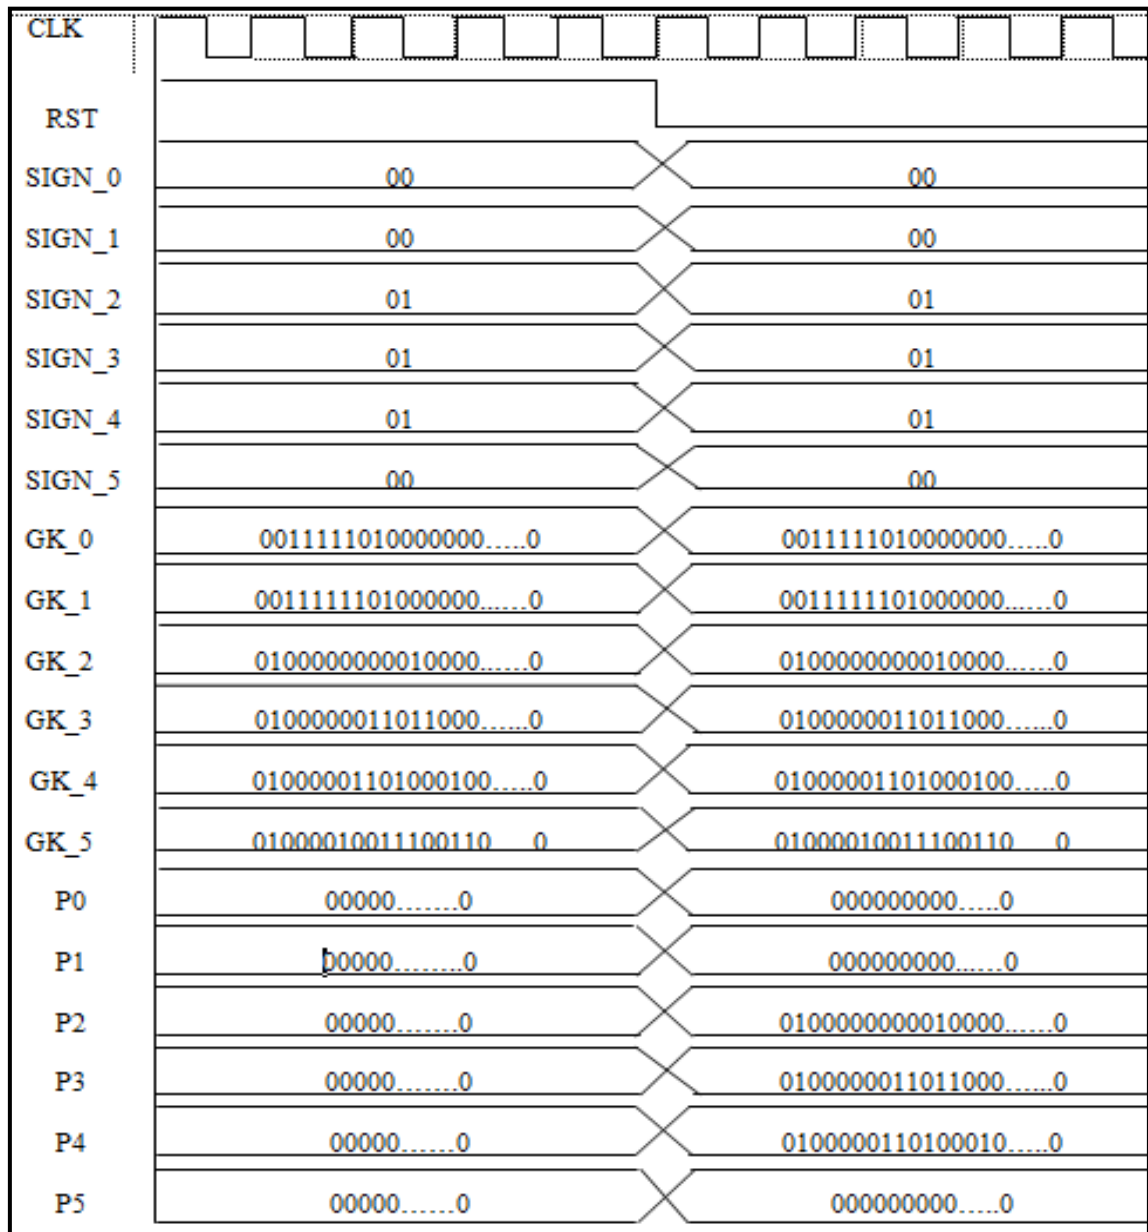 CLK
RST
SIGN_0 00 00
SIGN_1 00 00
SIGN_2 01 01
SIGN_3 01 01
SIGN_4 01 01
SIGN_5 00 00
GK_0 0011111010000000.....0 0011111010000000.....0
GK_1 0011111101000000......0 0011111101000000......0
GK_2 0100000000010000......0 0100000000010000......0
GK_3 0100000011011000......0 0100000011011000......0
GK_4 01000001101000100.....0 01000001101000100.....0
GK_5 01000010011100110 0 01000010011100110 0
P0 00000.......0 000000000.....0
P1 00000........0 000000000......0
P2 00000.......0 0100000000010000......0
P3 00000.......0 0100000011011000......0
P4 00000......0 0100000110100010.....0
P5 00000......0 000000000.....0